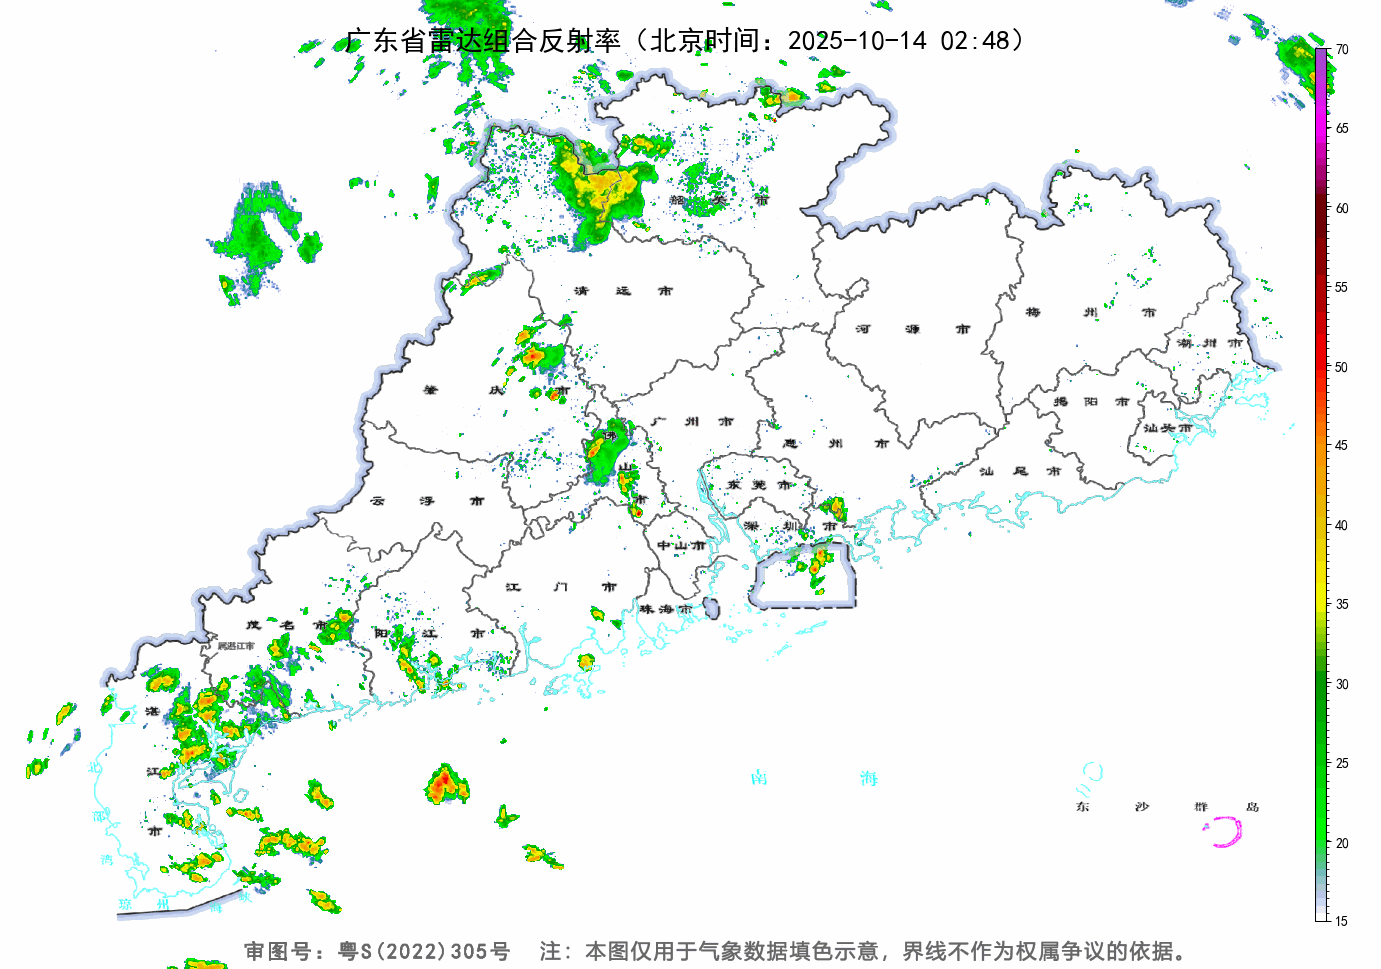 广东省雷达组合反射率（北京时间：2025-10-14 02:48）
70
65
60
55
50
45
40
35
30
25
20
15
韶 关 市
清 远 市
河 源 市
梅 州 市
潮 州 市
肇 庆 市
广 州 市
揭 阳 市
汕头市
佛 山 市
惠 州 市
汕 尾 市
云 浮 市
东 莞 市
深 圳 市
中山市
江 门 市
珠海市
茂 名 市
阳 江 市
属湛江市
湛 江 市
北 部 湾
南 海
东 沙 群 岛
琼 州 海 峡
审图号：粤S(2022)305号 注：本图仅用于气象数据填色示意，界线不作为权属争议的依据。